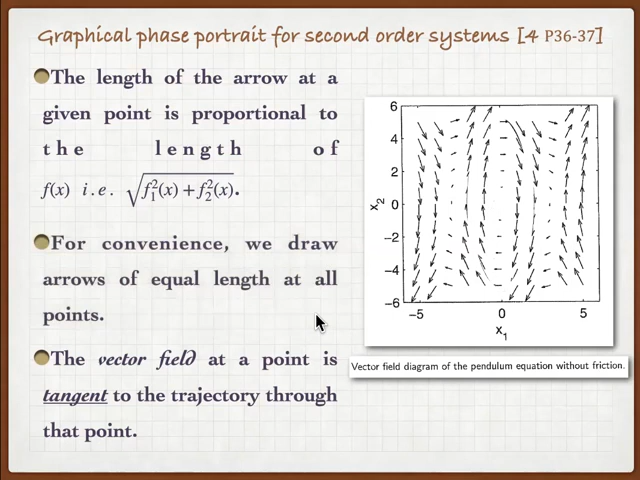 Graphical phase portrait for second order systems [4 P36-37]
The length of the arrow at a
given point is proportional to
the length of
f(x) i.e. √(f₁²(x) + f₂²(x)).
For convenience, we draw
arrows of equal length at all
points.
The vector field at a point is
tangent to the trajectory through
that point.
6
4
2
0
−2
−4
−6
x₂
−5 0 5
x₁
Vector field diagram of the pendulum equation without friction.